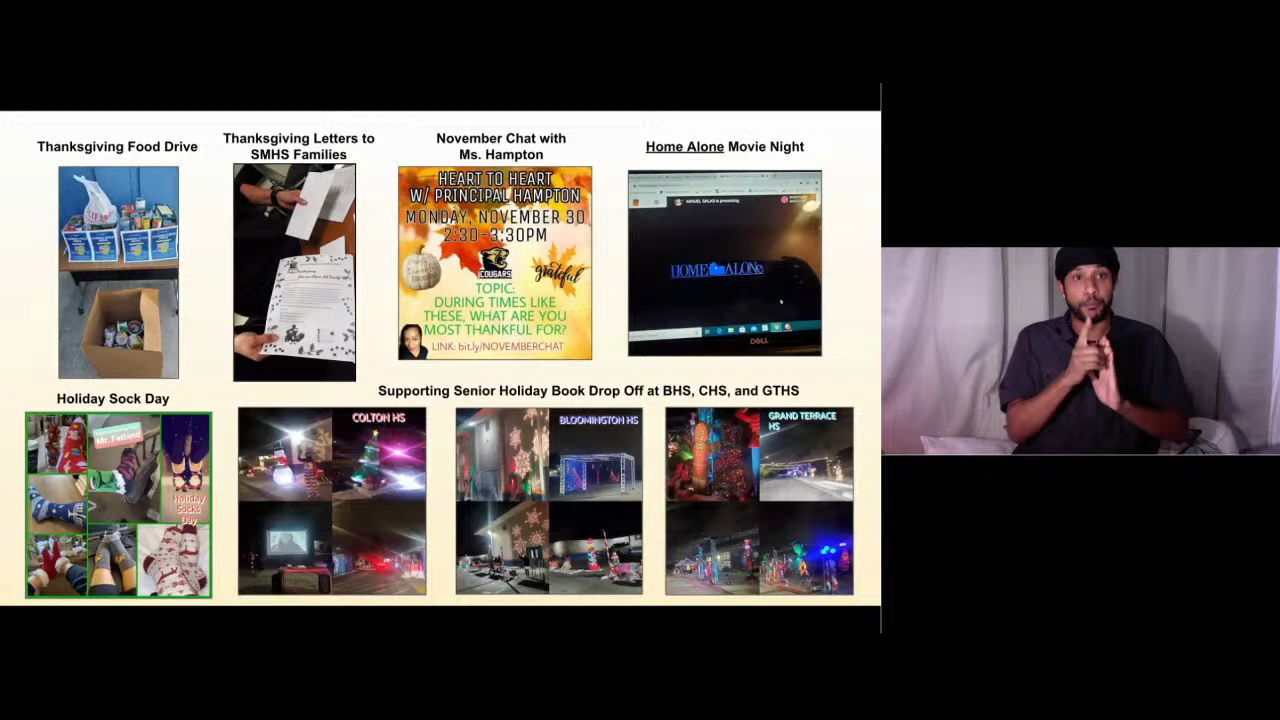 Thanksgiving Food Drive
Thanksgiving Letters to
SMHS Families
November Chat with
Ms. Hampton
Home Alone Movie Night
HEART TO HEART
W/ PRINCIPAL HAMPTON
MONDAY, NOVEMBER 30
2:30-3:30PM
COUGARS
grateful
TOPIC:
DURING TIMES LIKE
THESE, WHAT ARE YOU
MOST THANKFUL FOR?
LINK: bit.ly/NOVEMBERCHAT
HOME ALONe
DELL
Holiday Sock Day
Supporting Senior Holiday Book Drop Off at BHS, CHS, and GTHS
Mr. Fatland
Holiday
Socks
Day
COLTON HS
BLOOMINGTON HS
GRAND TERRACE
HS